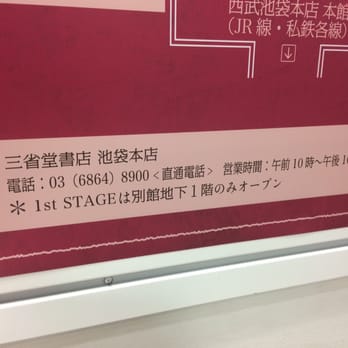 西武池袋本店 本館
(JR線・私鉄各線)
↓
三省堂書店 池袋本店
電話：03（6864）8900＜直通電話＞ 営業時間：午前10時〜午後1
＊1st STAGEは別館地下1階のみオープン